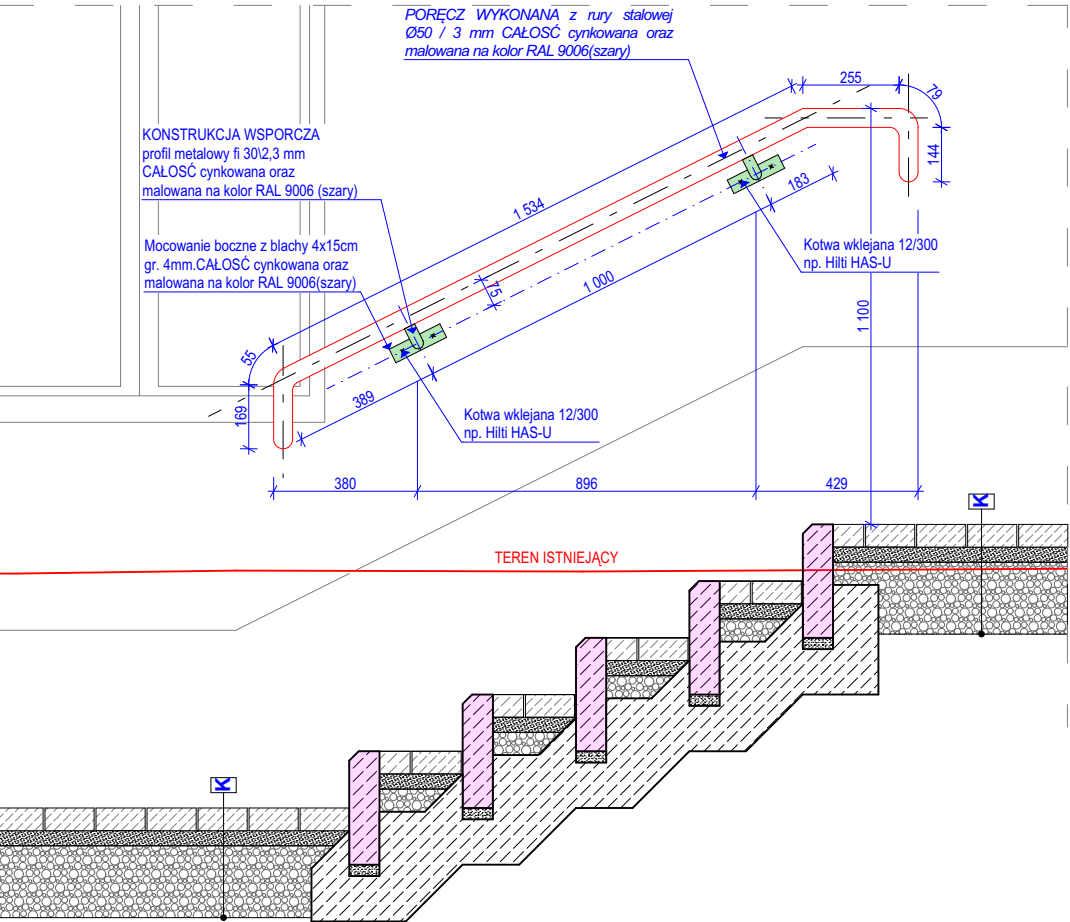 PORĘCZ WYKONANA z rury stalowej
Ø50 / 3 mm CAŁOŚĆ cynkowana oraz
malowana na kolor RAL 9006(szary)
255
79
144
KONSTRUKCJA WSPORCZA
profil metalowy fi 30\2,3 mm
CAŁOŚĆ cynkowana oraz
malowana na kolor RAL 9006 (szary)
1 534
183
Mocowanie boczne z blachy 4x15cm
gr. 4mm.CAŁOŚĆ cynkowana oraz
malowana na kolor RAL 9006(szary)
Kotwa wklejana 12/300
np. Hilti HAS-U
75
1 000
1 100
55
389
169
Kotwa wklejana 12/300
np. Hilti HAS-U
380
896
429
K
TEREN ISTNIEJĄCY
K